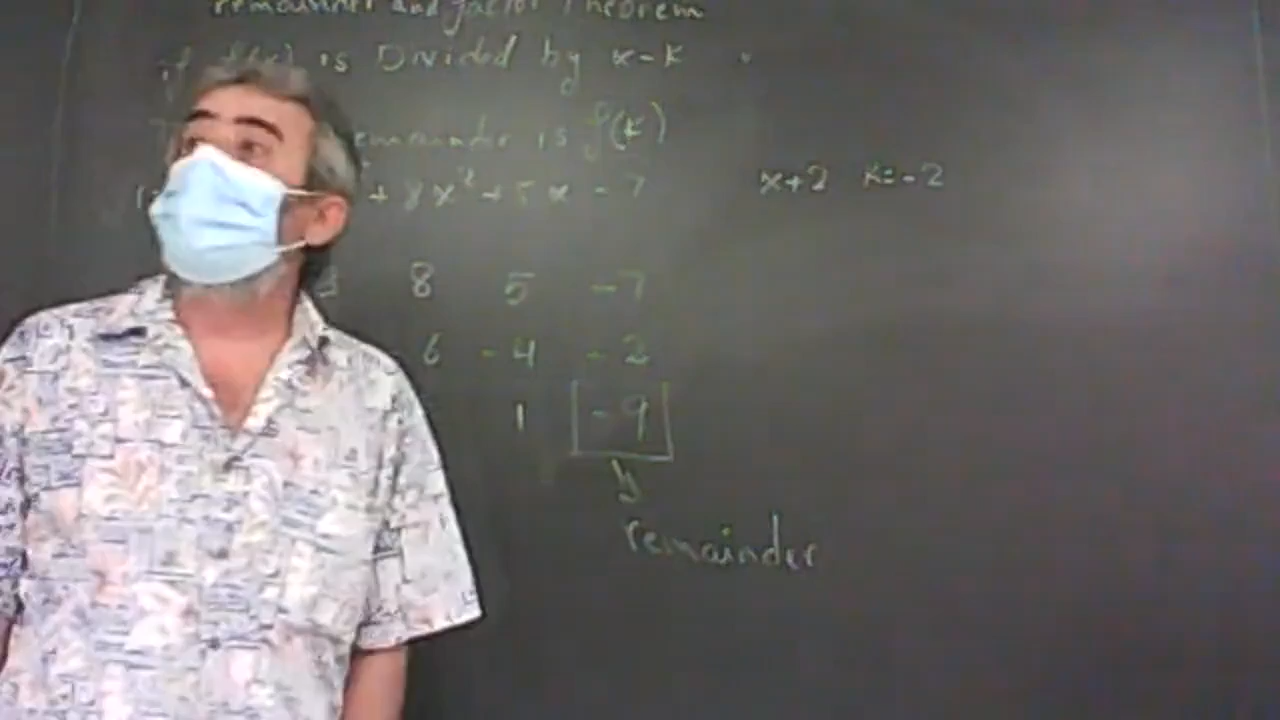 remainder and factor Theorem
if f(x) is Divided by x-k
remainder is f(k)
+ 8x² + 5x - 7 x+2 k=-2
8 5 -7
6 -4 -2
1 -9
remainder